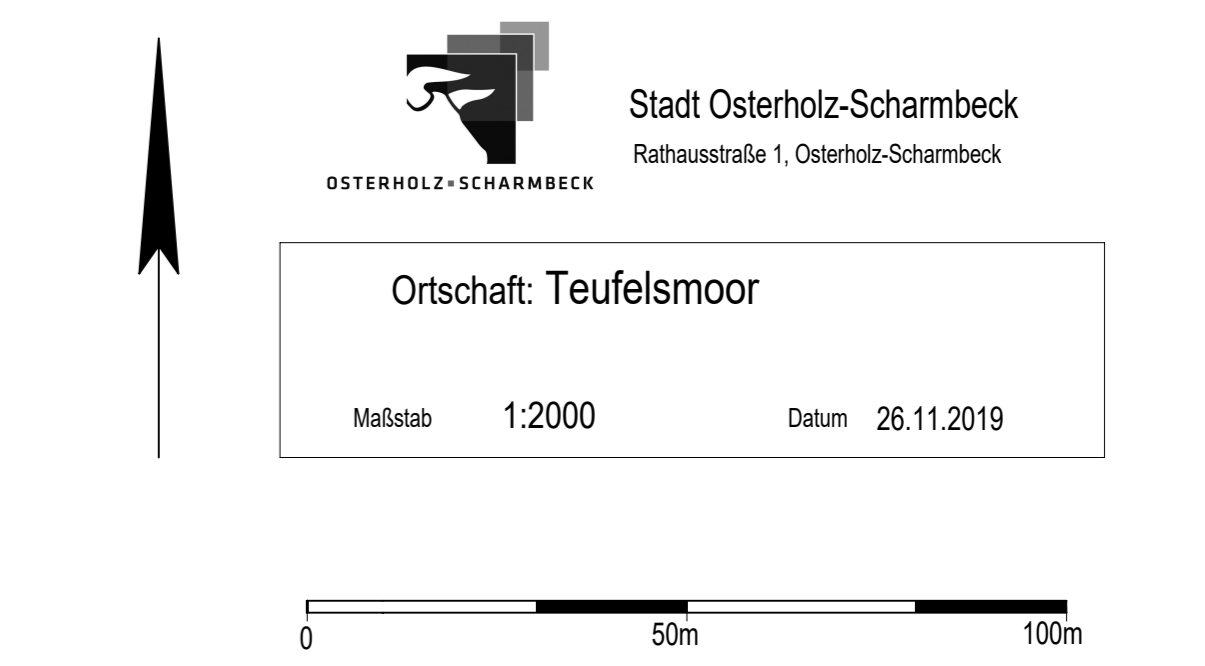 Stadt Osterholz-Scharmbeck
Rathausstraße 1, Osterholz-Scharmbeck
OSTERHOLZ▪SCHARMBECK
Ortschaft: Teufelsmoor
Maßstab 1:2000 Datum 26.11.2019
0 50m 100m